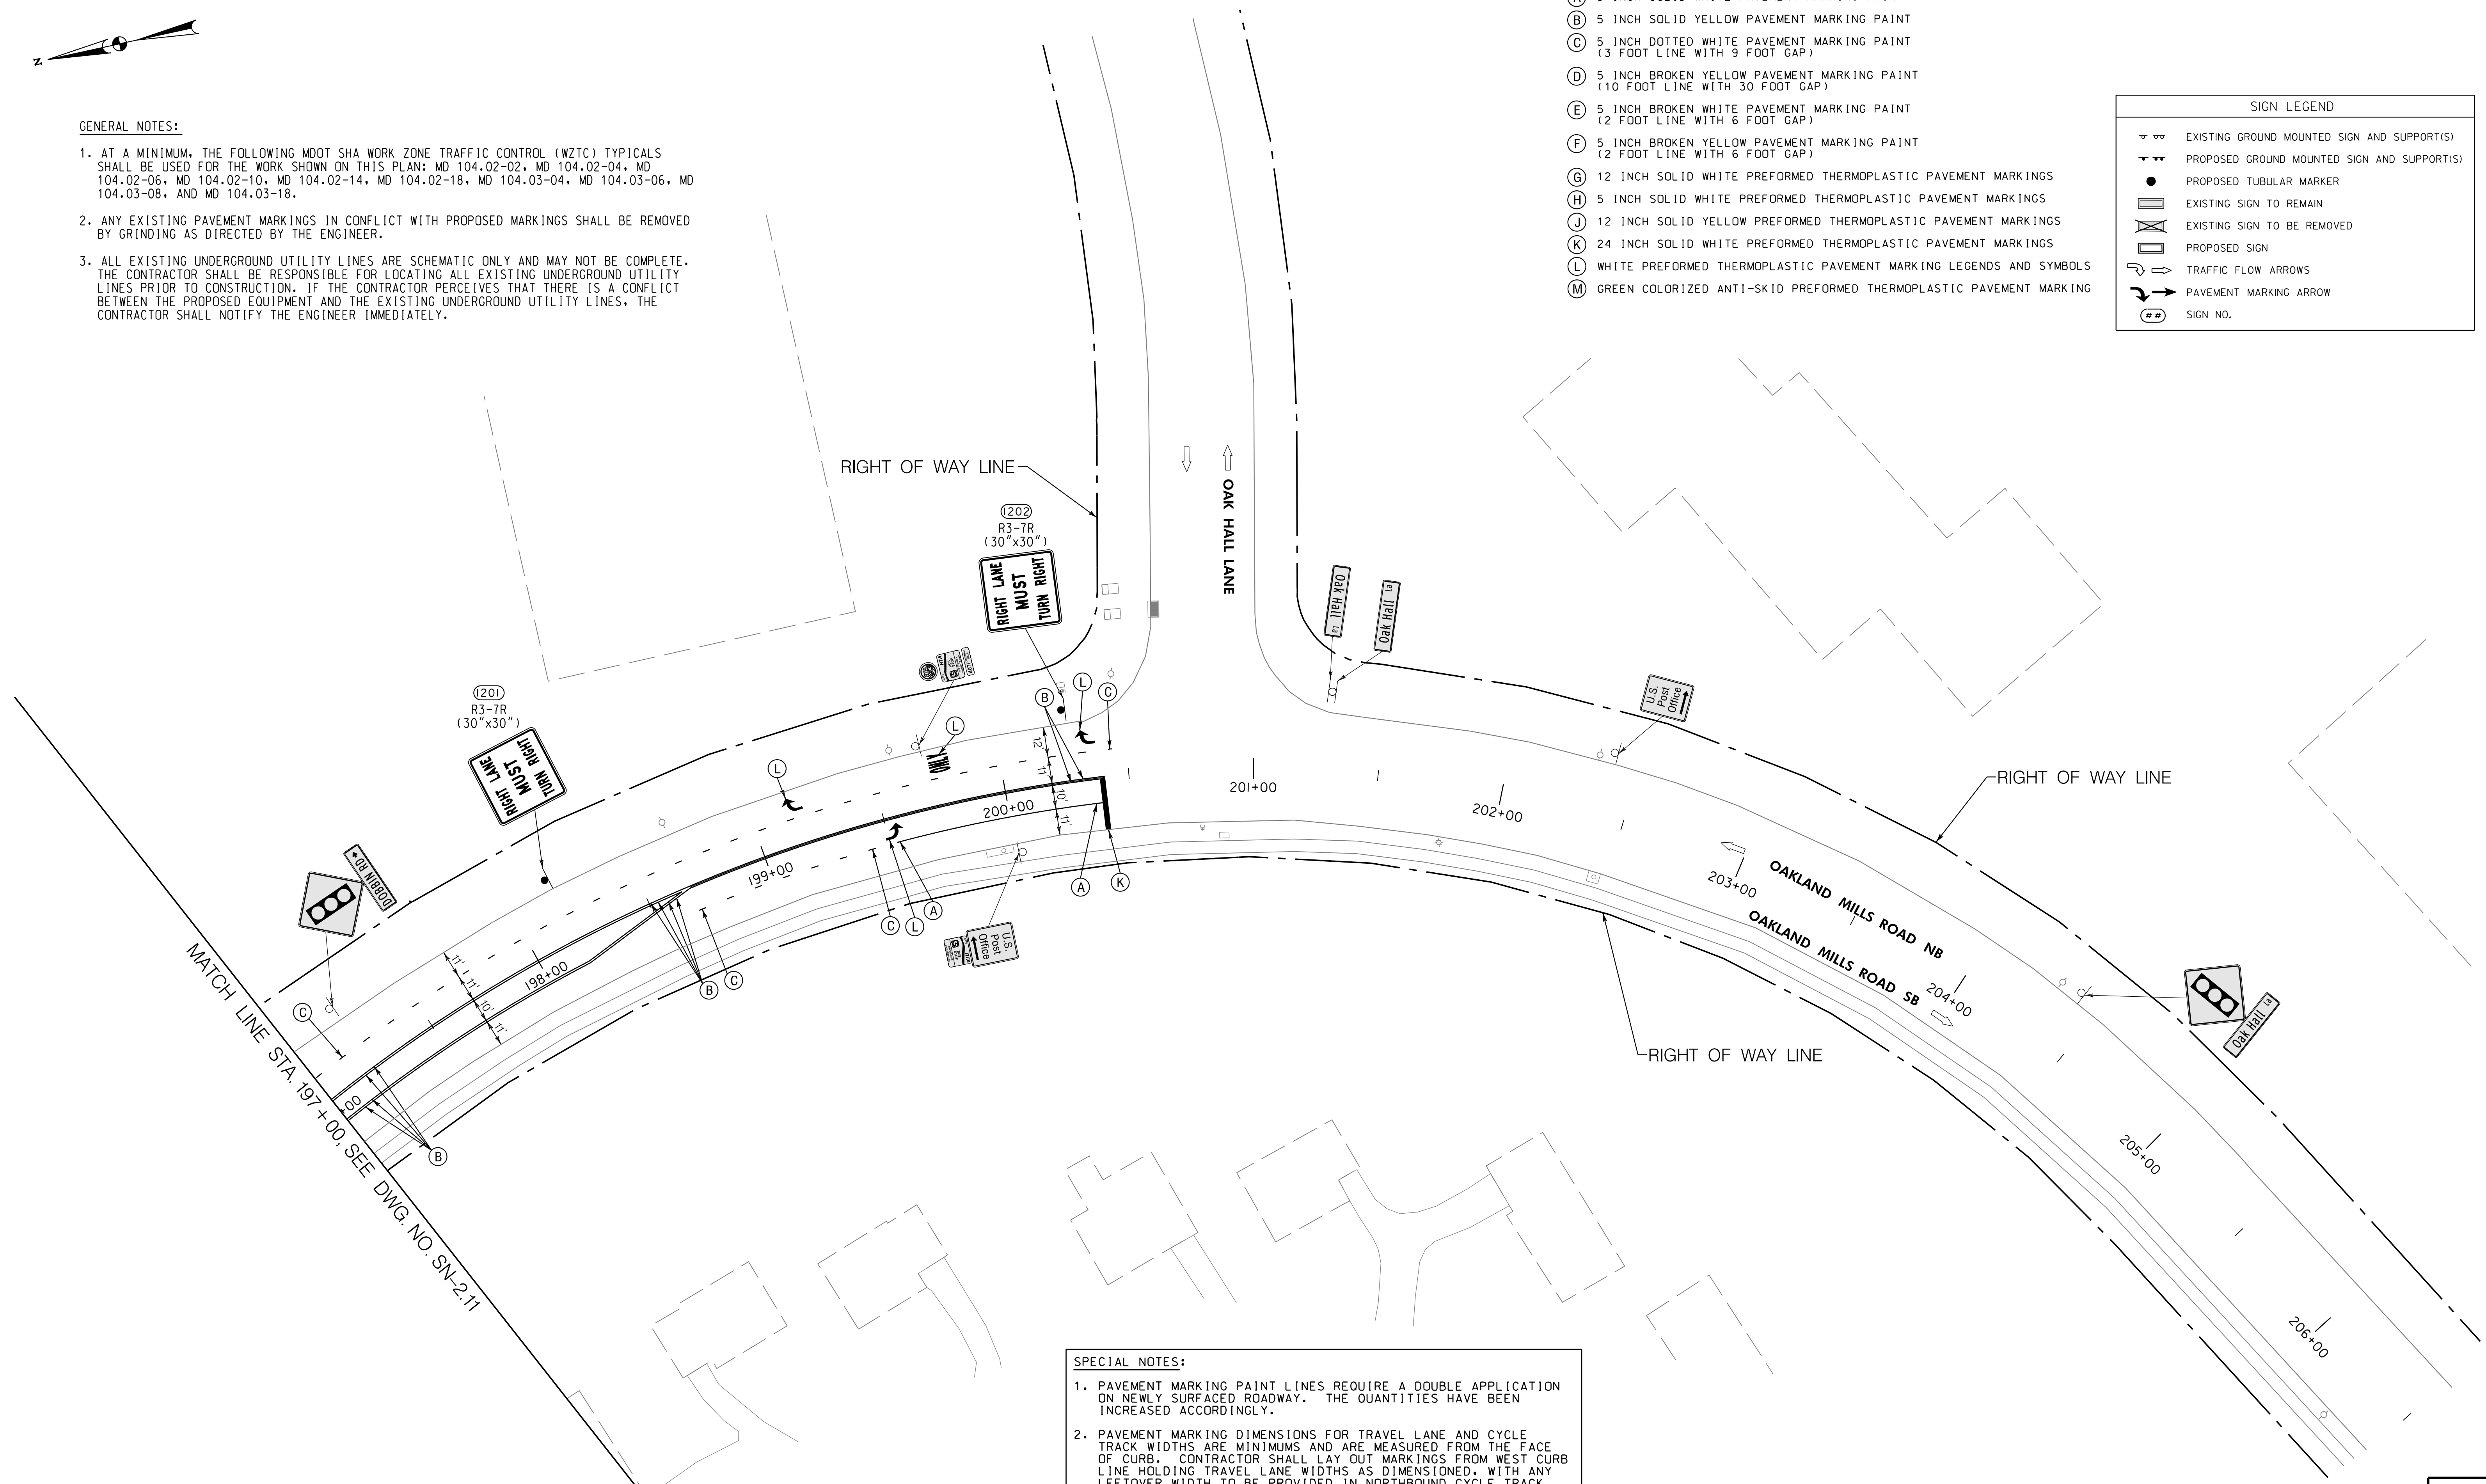 Z
GENERAL NOTES:
1. AT A MINIMUM, THE FOLLOWING MDOT SHA WORK ZONE TRAFFIC CONTROL (WZTC) TYPICALS
SHALL BE USED FOR THE WORK SHOWN ON THIS PLAN: MD 104.02-02, MD 104.02-04, MD
104.02-06, MD 104.02-10, MD 104.02-14, MD 104.02-18, MD 104.03-04, MD 104.03-06, MD
104.03-08, AND MD 104.03-18.
2. ANY EXISTING PAVEMENT MARKINGS IN CONFLICT WITH PROPOSED MARKINGS SHALL BE REMOVED
BY GRINDING AS DIRECTED BY THE ENGINEER.
3. ALL EXISTING UNDERGROUND UTILITY LINES ARE SCHEMATIC ONLY AND MAY NOT BE COMPLETE.
THE CONTRACTOR SHALL BE RESPONSIBLE FOR LOCATING ALL EXISTING UNDERGROUND UTILITY
LINES PRIOR TO CONSTRUCTION. IF THE CONTRACTOR PERCEIVES THAT THERE IS A CONFLICT
BETWEEN THE PROPOSED EQUIPMENT AND THE EXISTING UNDERGROUND UTILITY LINES, THE
CONTRACTOR SHALL NOTIFY THE ENGINEER IMMEDIATELY.
B 5 INCH SOLID YELLOW PAVEMENT MARKING PAINT
C 5 INCH DOTTED WHITE PAVEMENT MARKING PAINT
(3 FOOT LINE WITH 9 FOOT GAP)
D 5 INCH BROKEN YELLOW PAVEMENT MARKING PAINT
(10 FOOT LINE WITH 30 FOOT GAP)
E 5 INCH BROKEN WHITE PAVEMENT MARKING PAINT
(2 FOOT LINE WITH 6 FOOT GAP)
F 5 INCH BROKEN YELLOW PAVEMENT MARKING PAINT
(2 FOOT LINE WITH 6 FOOT GAP)
G 12 INCH SOLID WHITE PREFORMED THERMOPLASTIC PAVEMENT MARKINGS
H 5 INCH SOLID WHITE PREFORMED THERMOPLASTIC PAVEMENT MARKINGS
J 12 INCH SOLID YELLOW PREFORMED THERMOPLASTIC PAVEMENT MARKINGS
K 24 INCH SOLID WHITE PREFORMED THERMOPLASTIC PAVEMENT MARKINGS
L WHITE PREFORMED THERMOPLASTIC PAVEMENT MARKING LEGENDS AND SYMBOLS
M GREEN COLORIZED ANTI-SKID PREFORMED THERMOPLASTIC PAVEMENT MARKING
SIGN LEGEND
EXISTING GROUND MOUNTED SIGN AND SUPPORT(S)
PROPOSED GROUND MOUNTED SIGN AND SUPPORT(S)
PROPOSED TUBULAR MARKER
EXISTING SIGN TO REMAIN
EXISTING SIGN TO BE REMOVED
PROPOSED SIGN
TRAFFIC FLOW ARROWS
PAVEMENT MARKING ARROW
## SIGN NO.
RIGHT OF WAY LINE
OAK HALL LANE
1202
R3-7R
(30"x30")
RIGHT LANE
MUST
TURN RIGHT
Oak Hall La
Oak Hall La
1201
R3-7R
(30"x30")
RIGHT LANE
MUST
TURN RIGHT
U.S.
Post
Office
L
ONLY
B
L
C
L
12'
11'
10'
11'
RIGHT OF WAY LINE
201+00
200+00
202+00
199+00
DOBBIN RD
198+00
203+00
OAKLAND MILLS ROAD NB
OAKLAND MILLS ROAD SB
204+00
A
K
A
C
L
U.S.
Post
Office
B
C
11'
11'
10'
11'
C
+00
B
RIGHT OF WAY LINE
Oak Hall La
MATCH LINE STA. 197+00, SEE DWG. NO. SN-2.11
205+00
206+00
SPECIAL NOTES:
1. PAVEMENT MARKING PAINT LINES REQUIRE A DOUBLE APPLICATION
ON NEWLY SURFACED ROADWAY. THE QUANTITIES HAVE BEEN
INCREASED ACCORDINGLY.
2. PAVEMENT MARKING DIMENSIONS FOR TRAVEL LANE AND CYCLE
TRACK WIDTHS ARE MINIMUMS AND ARE MEASURED FROM THE FACE
OF CURB. CONTRACTOR SHALL LAY OUT MARKINGS FROM WEST CURB
LINE HOLDING TRAVEL LANE WIDTHS AS DIMENSIONED, WITH ANY
LEFTOVER WIDTH TO BE PROVIDED IN NORTHBOUND CYCLE TRACK